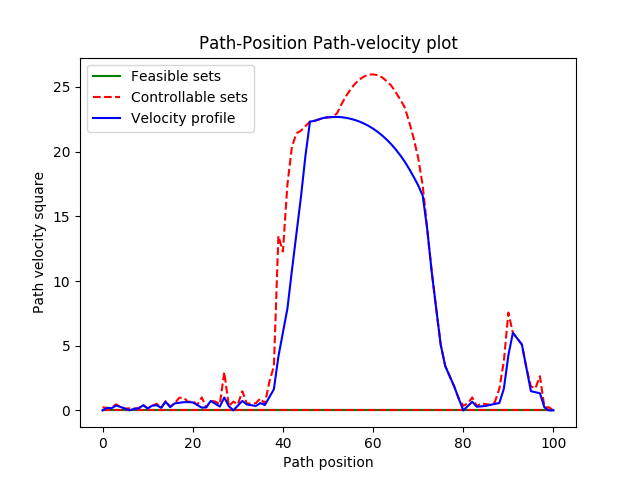 Path-Position Path-velocity plot
Feasible sets
Controllable sets
Velocity profile
Path velocity square
25
20
15
10
5
0
0 20 40 60 80 100
Path position